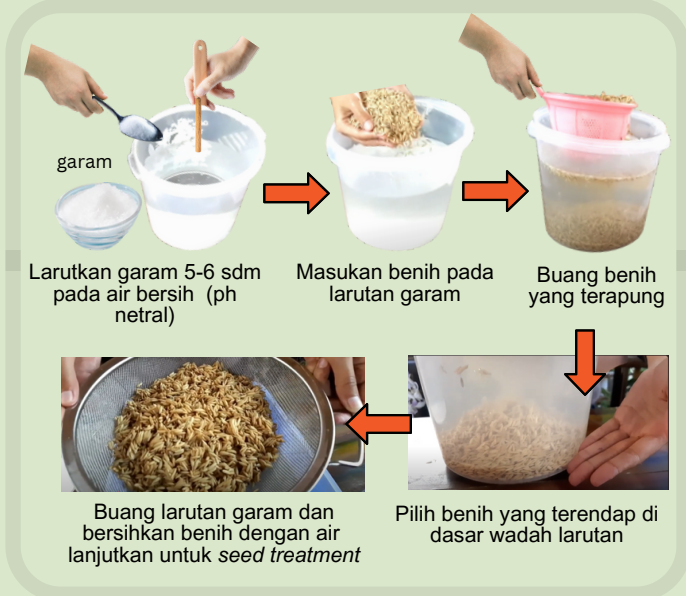 garam
Larutkan garam 5-6 sdm
pada air bersih (ph
netral)
Masukan benih pada
larutan garam
Buang benih
yang terapung
Pilih benih yang terendap di
dasar wadah larutan
Buang larutan garam dan
bersihkan benih dengan air
lanjutkan untuk seed treatment